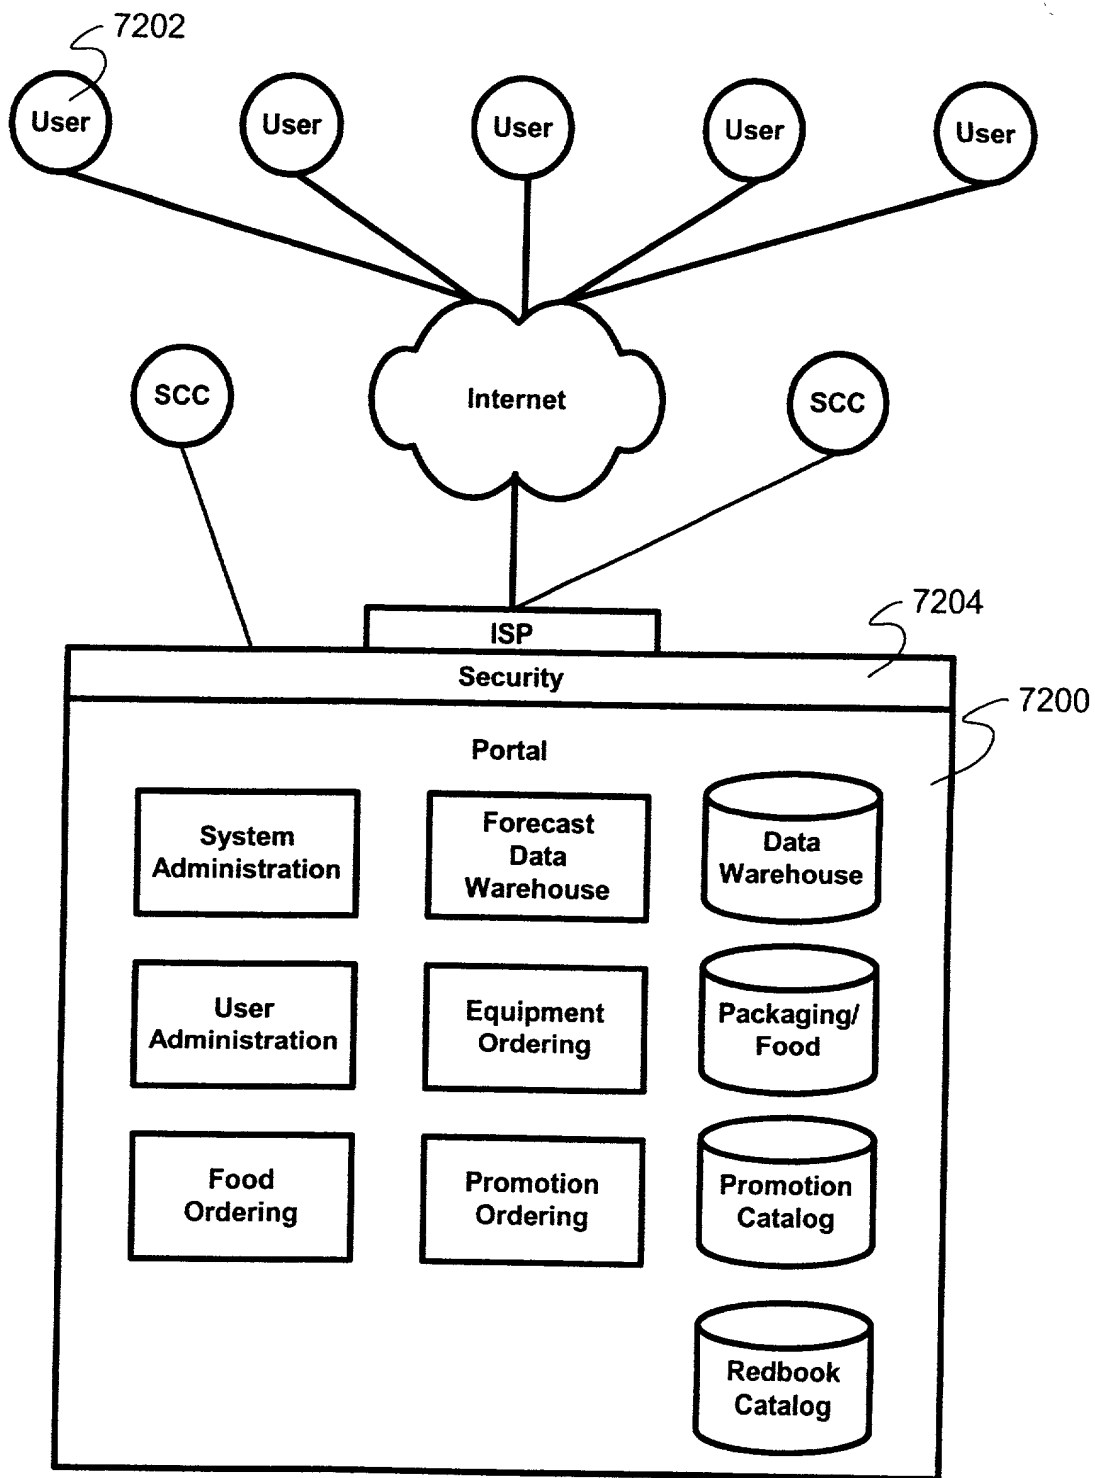 7202
User
User
User
User
User
SCC
Internet
SCC
ISP
7204
Security
7200
Portal
System
Administration
Forecast
Data
Warehouse
Data
Warehouse
User
Administration
Equipment
Ordering
Packaging/
Food
Food
Ordering
Promotion
Ordering
Promotion
Catalog
Redbook
Catalog